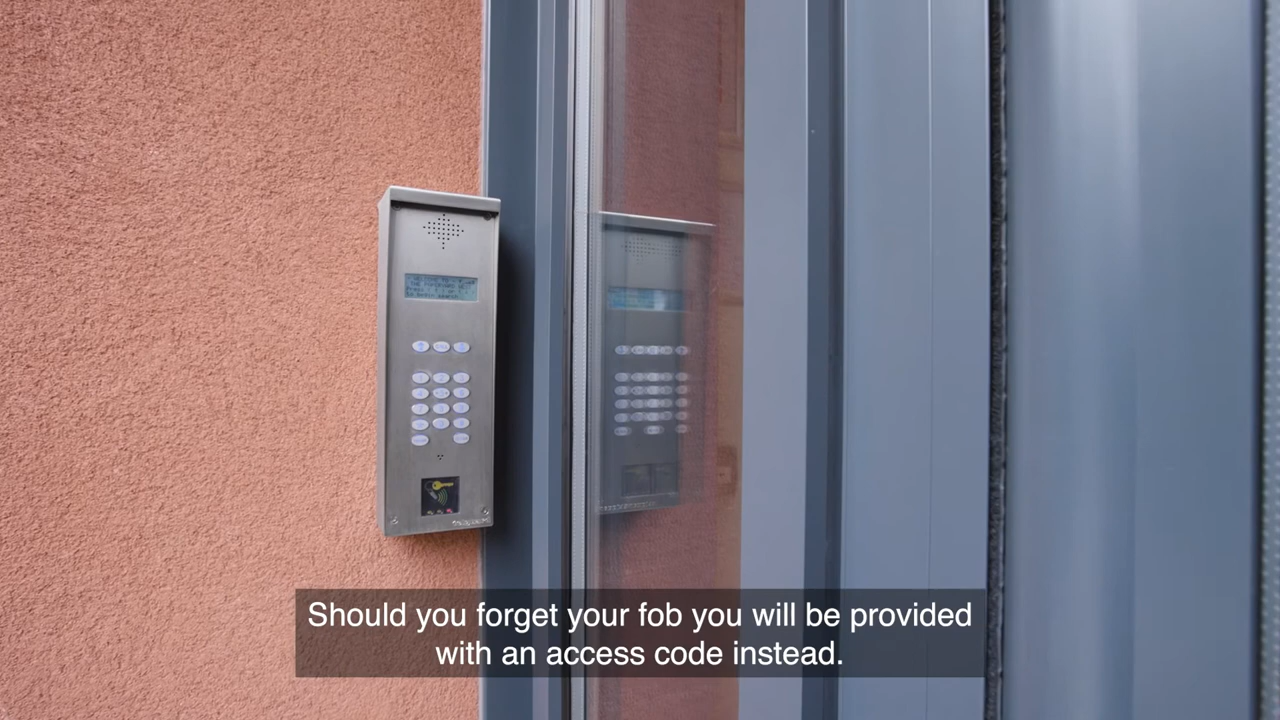 Should you forget your fob you will be provided
with an access code instead.